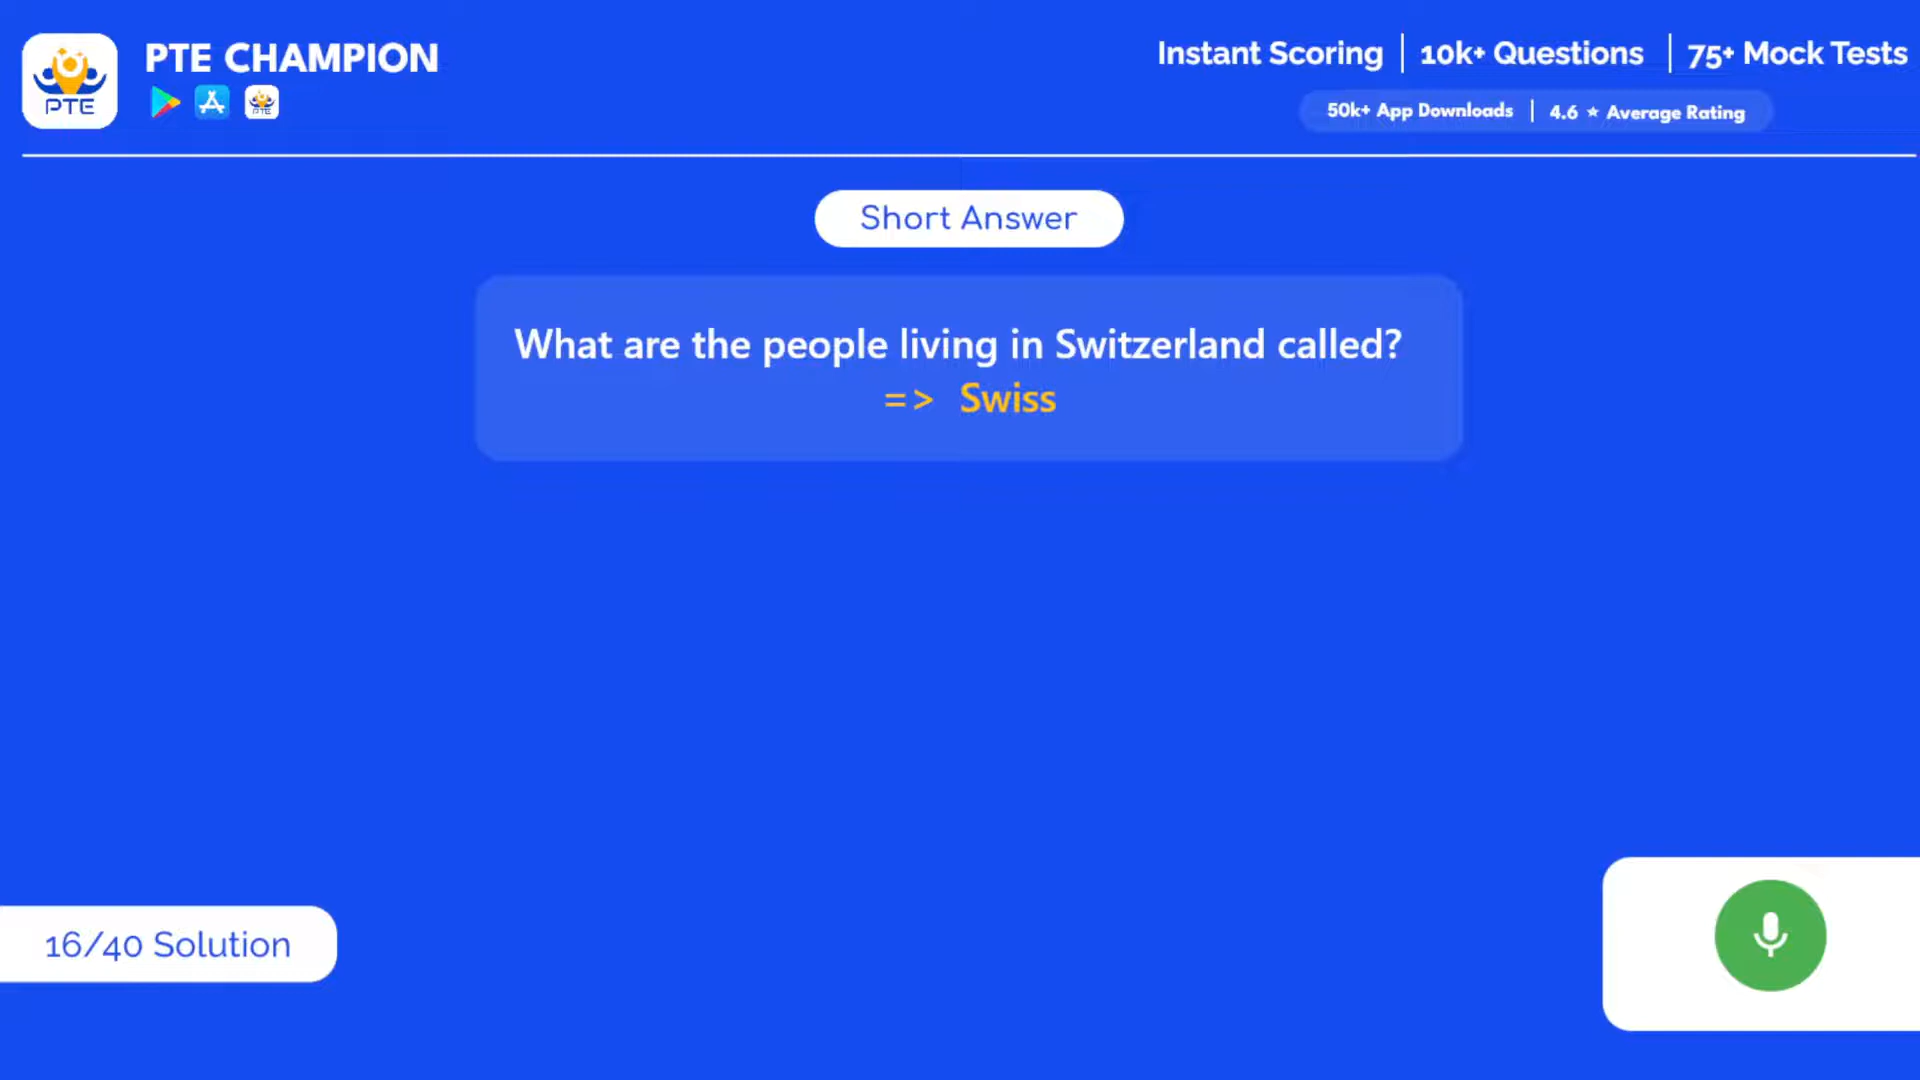 PTE
PTE CHAMPION
PTE
Instant Scoring | 10k+ Questions | 75+ Mock Tests
50k+ App Downloads | 4.6 ★ Average Rating
Short Answer
What are the people living in Switzerland called?
=> Swiss
16/40 Solution